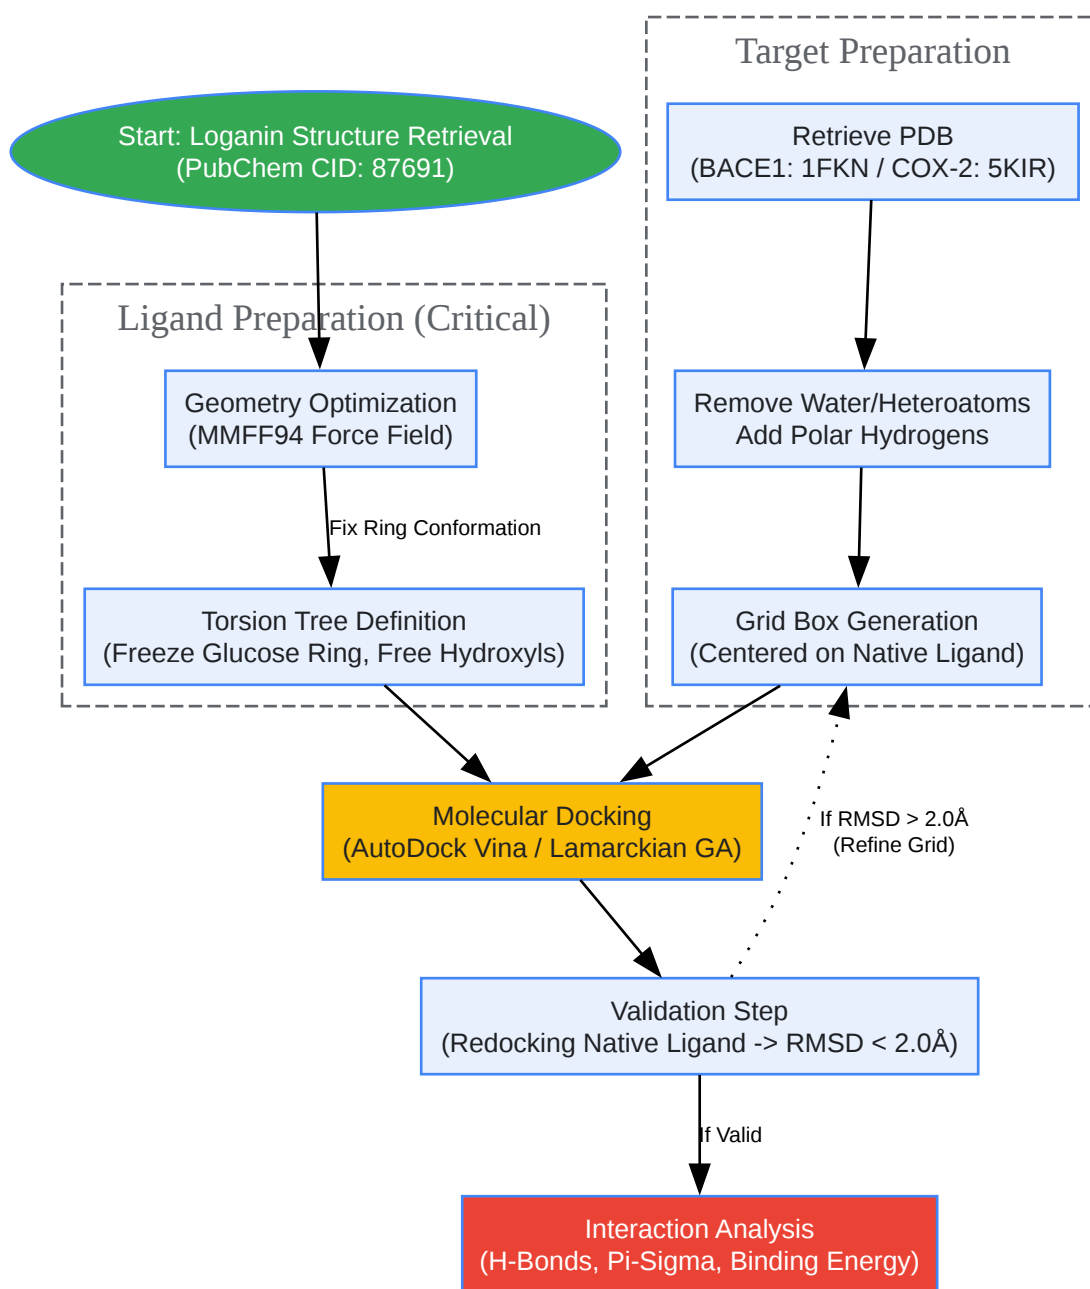 Target Preparation
Start: Loganin Structure Retrieval
(PubChem CID: 87691)
Retrieve PDB
(BACE1: 1FKN / COX-2: 5KIR)
Ligand Preparation (Critical)
Geometry Optimization
(MMFF94 Force Field)
Remove Water/Heteroatoms
Add Polar Hydrogens
Fix Ring Conformation
Torsion Tree Definition
(Freeze Glucose Ring, Free Hydroxyls)
Grid Box Generation
(Centered on Native Ligand)
Molecular Docking
(AutoDock Vina / Lamarckian GA)
If RMSD > 2.0Å
(Refine Grid)
Validation Step
(Redocking Native Ligand -> RMSD < 2.0Å)
If Valid
Interaction Analysis
(H-Bonds, Pi-Sigma, Binding Energy)